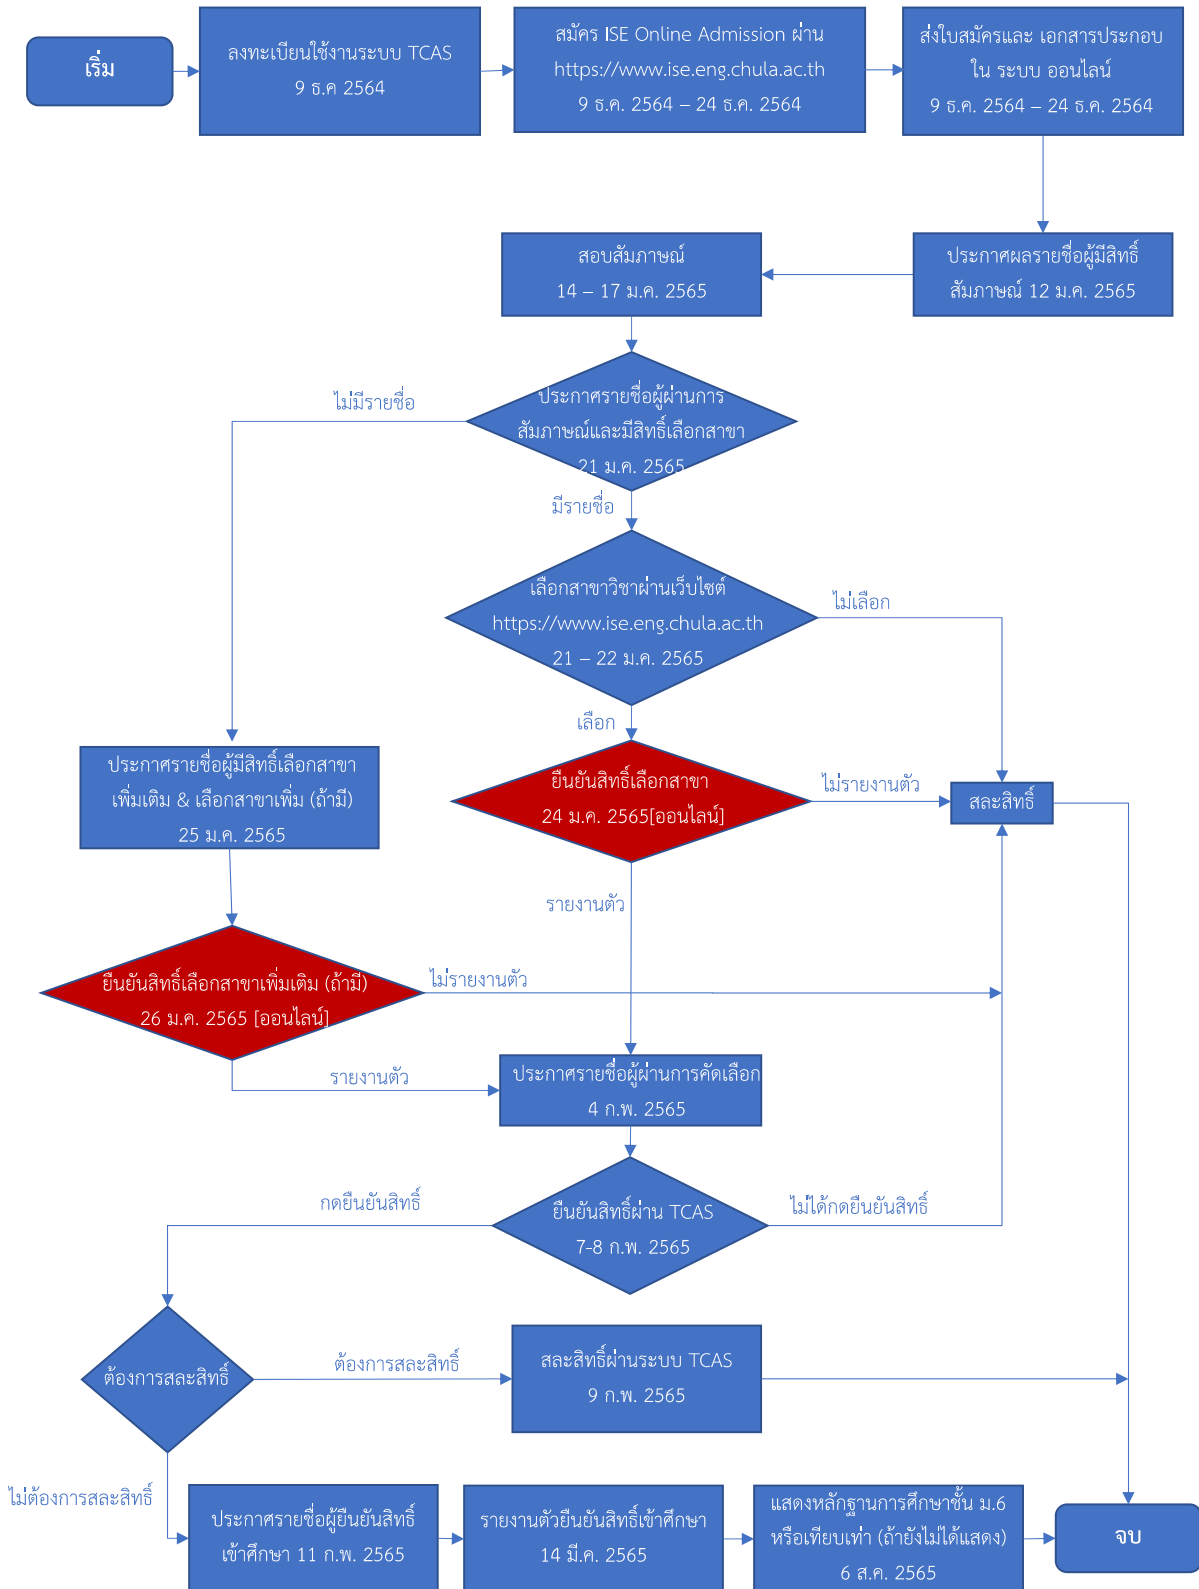 เริ่ม
ลงทะเบียนใช้งานระบบ TCAS
9 ธ.ค 2564
สมัคร ISE Online Admission ผ่าน
https://www.ise.eng.chula.ac.th
9 ธ.ค. 2564 – 24 ธ.ค. 2564
ส่งใบสมัครและ เอกสารประกอบ
ใน ระบบ ออนไลน์
9 ธ.ค. 2564 – 24 ธ.ค. 2564
ประกาศผลรายชื่อผู้มีสิทธิ์
สัมภาษณ์ 12 ม.ค. 2565
สอบสัมภาษณ์
14 – 17 ม.ค. 2565
ประกาศรายชื่อผู้ผ่านการ
สัมภาษณ์และมีสิทธิ์เลือกสาขา
21 ม.ค. 2565
ไม่มีรายชื่อ
มีรายชื่อ
เลือกสาขาวิชาผ่านเว็บไซต์
https://www.ise.eng.chula.ac.th
21 – 22 ม.ค. 2565
ไม่เลือก
เลือก
ประกาศรายชื่อผู้มีสิทธิ์เลือกสาขา
เพิ่มเติม & เลือกสาขาเพิ่ม (ถ้ามี)
25 ม.ค. 2565
ยืนยันสิทธิ์เลือกสาขา
24 ม.ค. 2565[ออนไลน์]
ไม่รายงานตัว
สละสิทธิ์
รายงานตัว
ยืนยันสิทธิ์เลือกสาขาเพิ่มเติม (ถ้ามี)
26 ม.ค. 2565 [ออนไลน์]
ไม่รายงานตัว
รายงานตัว
ประกาศรายชื่อผู้ผ่านการคัดเลือก
4 ก.พ. 2565
กดยืนยันสิทธิ์
ยืนยันสิทธิ์ผ่าน TCAS
7-8 ก.พ. 2565
ไม่ได้กดยืนยันสิทธิ์
ต้องการสละสิทธิ์
ต้องการสละสิทธิ์
สละสิทธิ์ผ่านระบบ TCAS
9 ก.พ. 2565
ไม่ต้องการสละสิทธิ์
ประกาศรายชื่อผู้ยืนยันสิทธิ์
เข้าศึกษา 11 ก.พ. 2565
รายงานตัวยืนยันสิทธิ์เข้าศึกษา
14 มี.ค. 2565
แสดงหลักฐานการศึกษาชั้น ม.6
หรือเทียบเท่า (ถ้ายังไม่ได้แสดง)
6 ส.ค. 2565
จบ